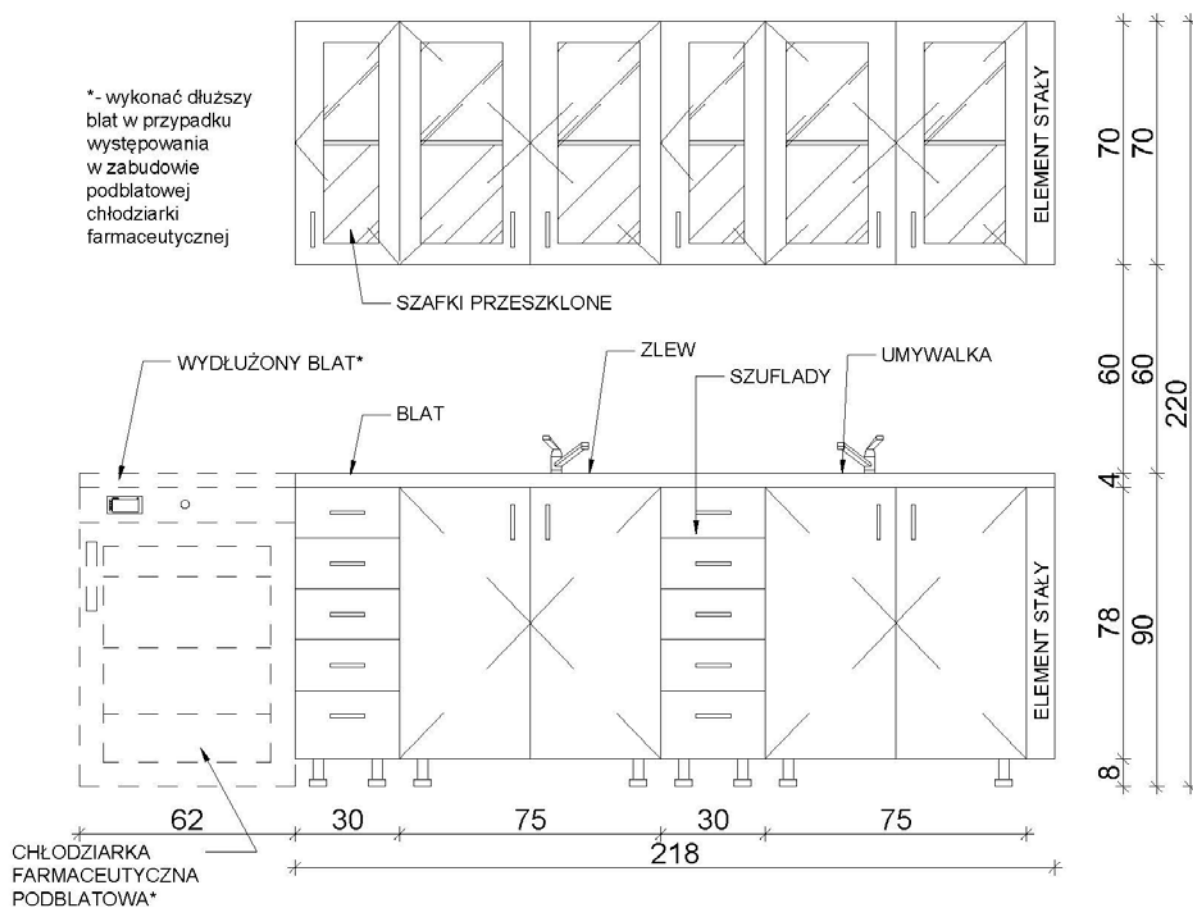 *- wykonać dłuższy
blat w przypadku
występowania
w zabudowie
podblatowej
chłodziarki
farmaceutycznej
ELEMENT STAŁY
70
70
SZAFKI PRZESZKLONE
WYDŁUŻONY BLAT*
ZLEW
UMYWALKA
SZUFLADY
BLAT
60
60
220
4
78
90
8
ELEMENT STAŁY
62
30
75
30
75
218
CHŁODZIARKA
FARMACEUTYCZNA
PODBLATOWA*